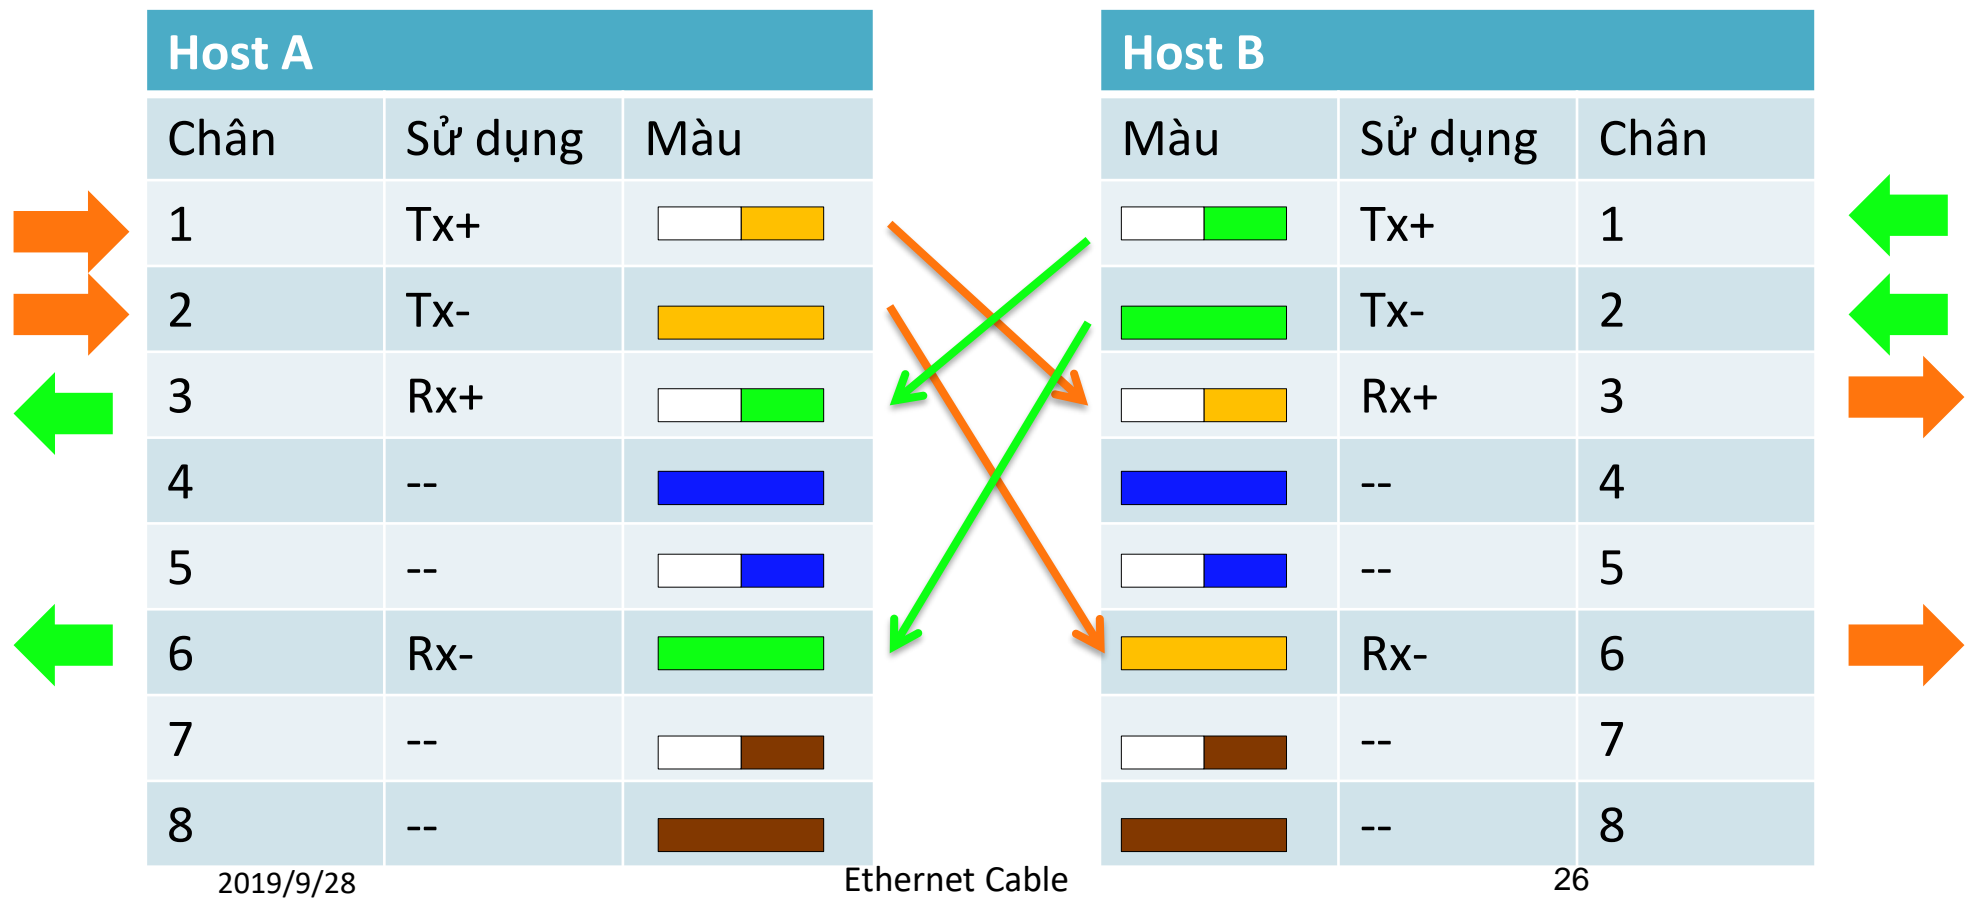 Host A Host B
Chân Sử dụng Màu Màu Sử dụng Chân
1 Tx+ Tx+ 1
2 Tx- Tx- 2
3 Rx+ Rx+ 3
4 -- -- 4
5 -- -- 5
6 Rx- Rx- 6
7 -- -- 7
8 -- -- 8
2019/9/28 Ethernet Cable 26